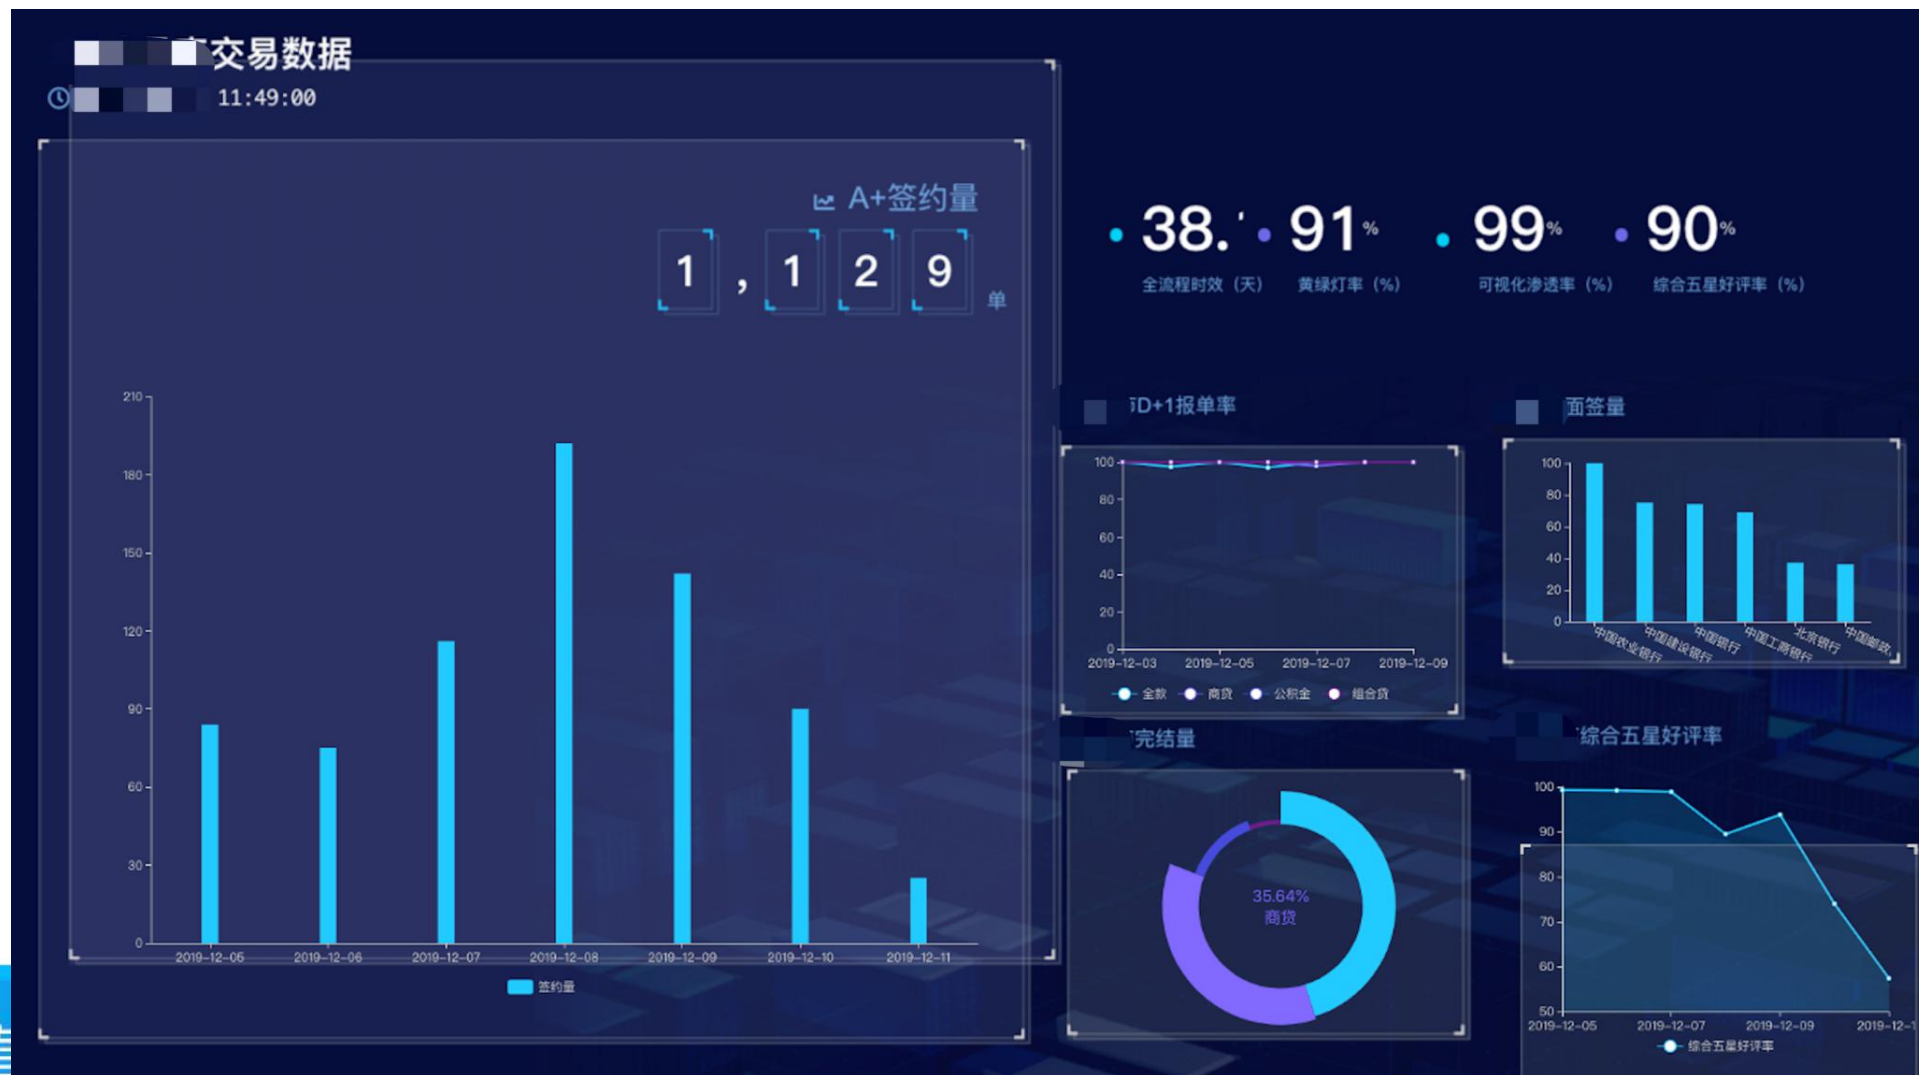 交易数据
11:49:00
A+签约量
1,129
单
210
180
150
120
90
60
30
0
2019-12-05 2019-12-06 2019-12-07 2019-12-08 2019-12-09 2019-12-10 2019-12-11
签约量
38. 91% 99% 90%
全流程时效（天） 黄绿灯率（%） 可视化渗透率（%） 综合五星好评率（%）
D+1报单率
100
80
60
40
20
0
2019-12-03 2019-12-05 2019-12-07 2019-12-09
全款 商贷 公积金 组合贷
面签量
100
80
60
40
20
0
中国农业银行 中国建设银行 中国银行 中国工商银行 北京银行 中国邮政
完结量
35.64%
商贷
综合五星好评率
100
90
80
70
60
50
2019-12-05 2019-12-07 2019-12-09 2019-12-1
综合五星好评率